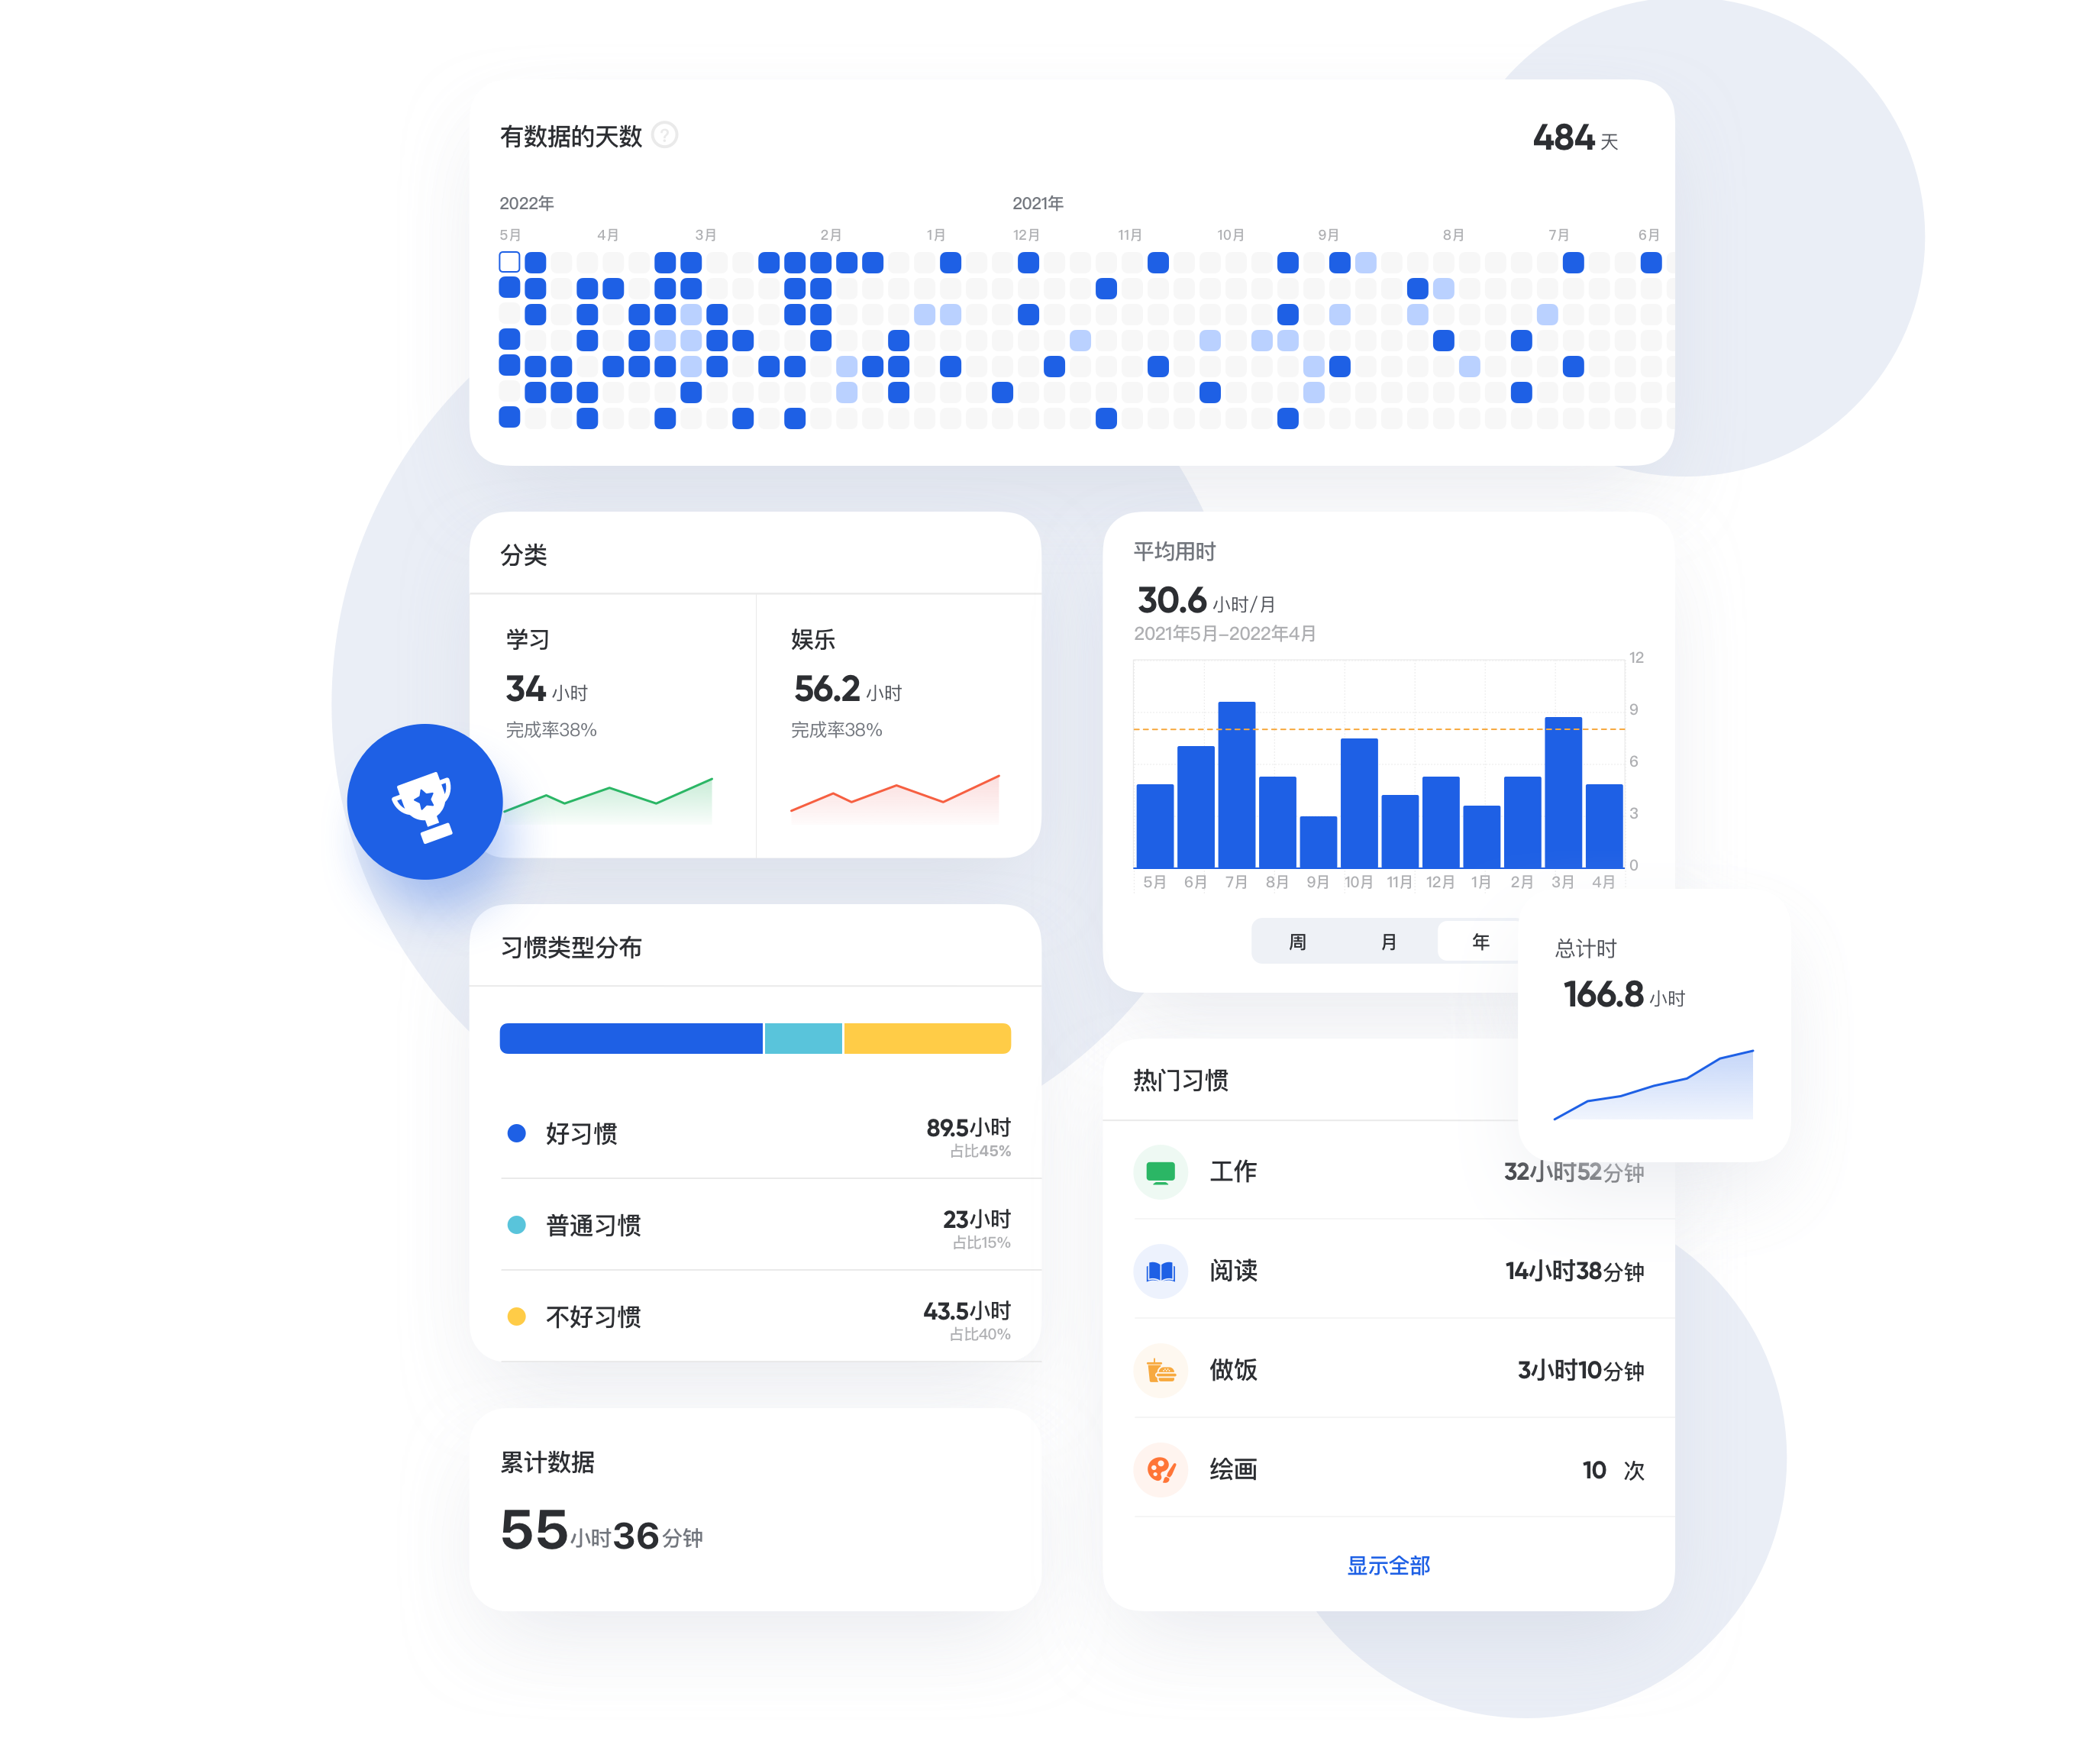 有数据的天数 ?
484 天
2022年 2021年
5月 4月 3月 2月 1月 12月 11月 10月 9月 8月 7月 6月
分类
学习
34 小时
完成率38%
娱乐
56.2 小时
完成率38%
平均用时
30.6 小时/月
2021年5月–2022年4月
12
9
6
3
0
5月 6月 7月 8月 9月 10月 11月 12月 1月 2月 3月 4月
周 月 年
总计时
166.8 小时
习惯类型分布
好习惯 89.5小时
占比45%
普通习惯 23小时
占比15%
不好习惯 43.5小时
占比40%
热门习惯
工作 32小时52分钟
阅读 14小时38分钟
做饭 3小时10分钟
绘画 10 次
显示全部
累计数据
55小时36分钟